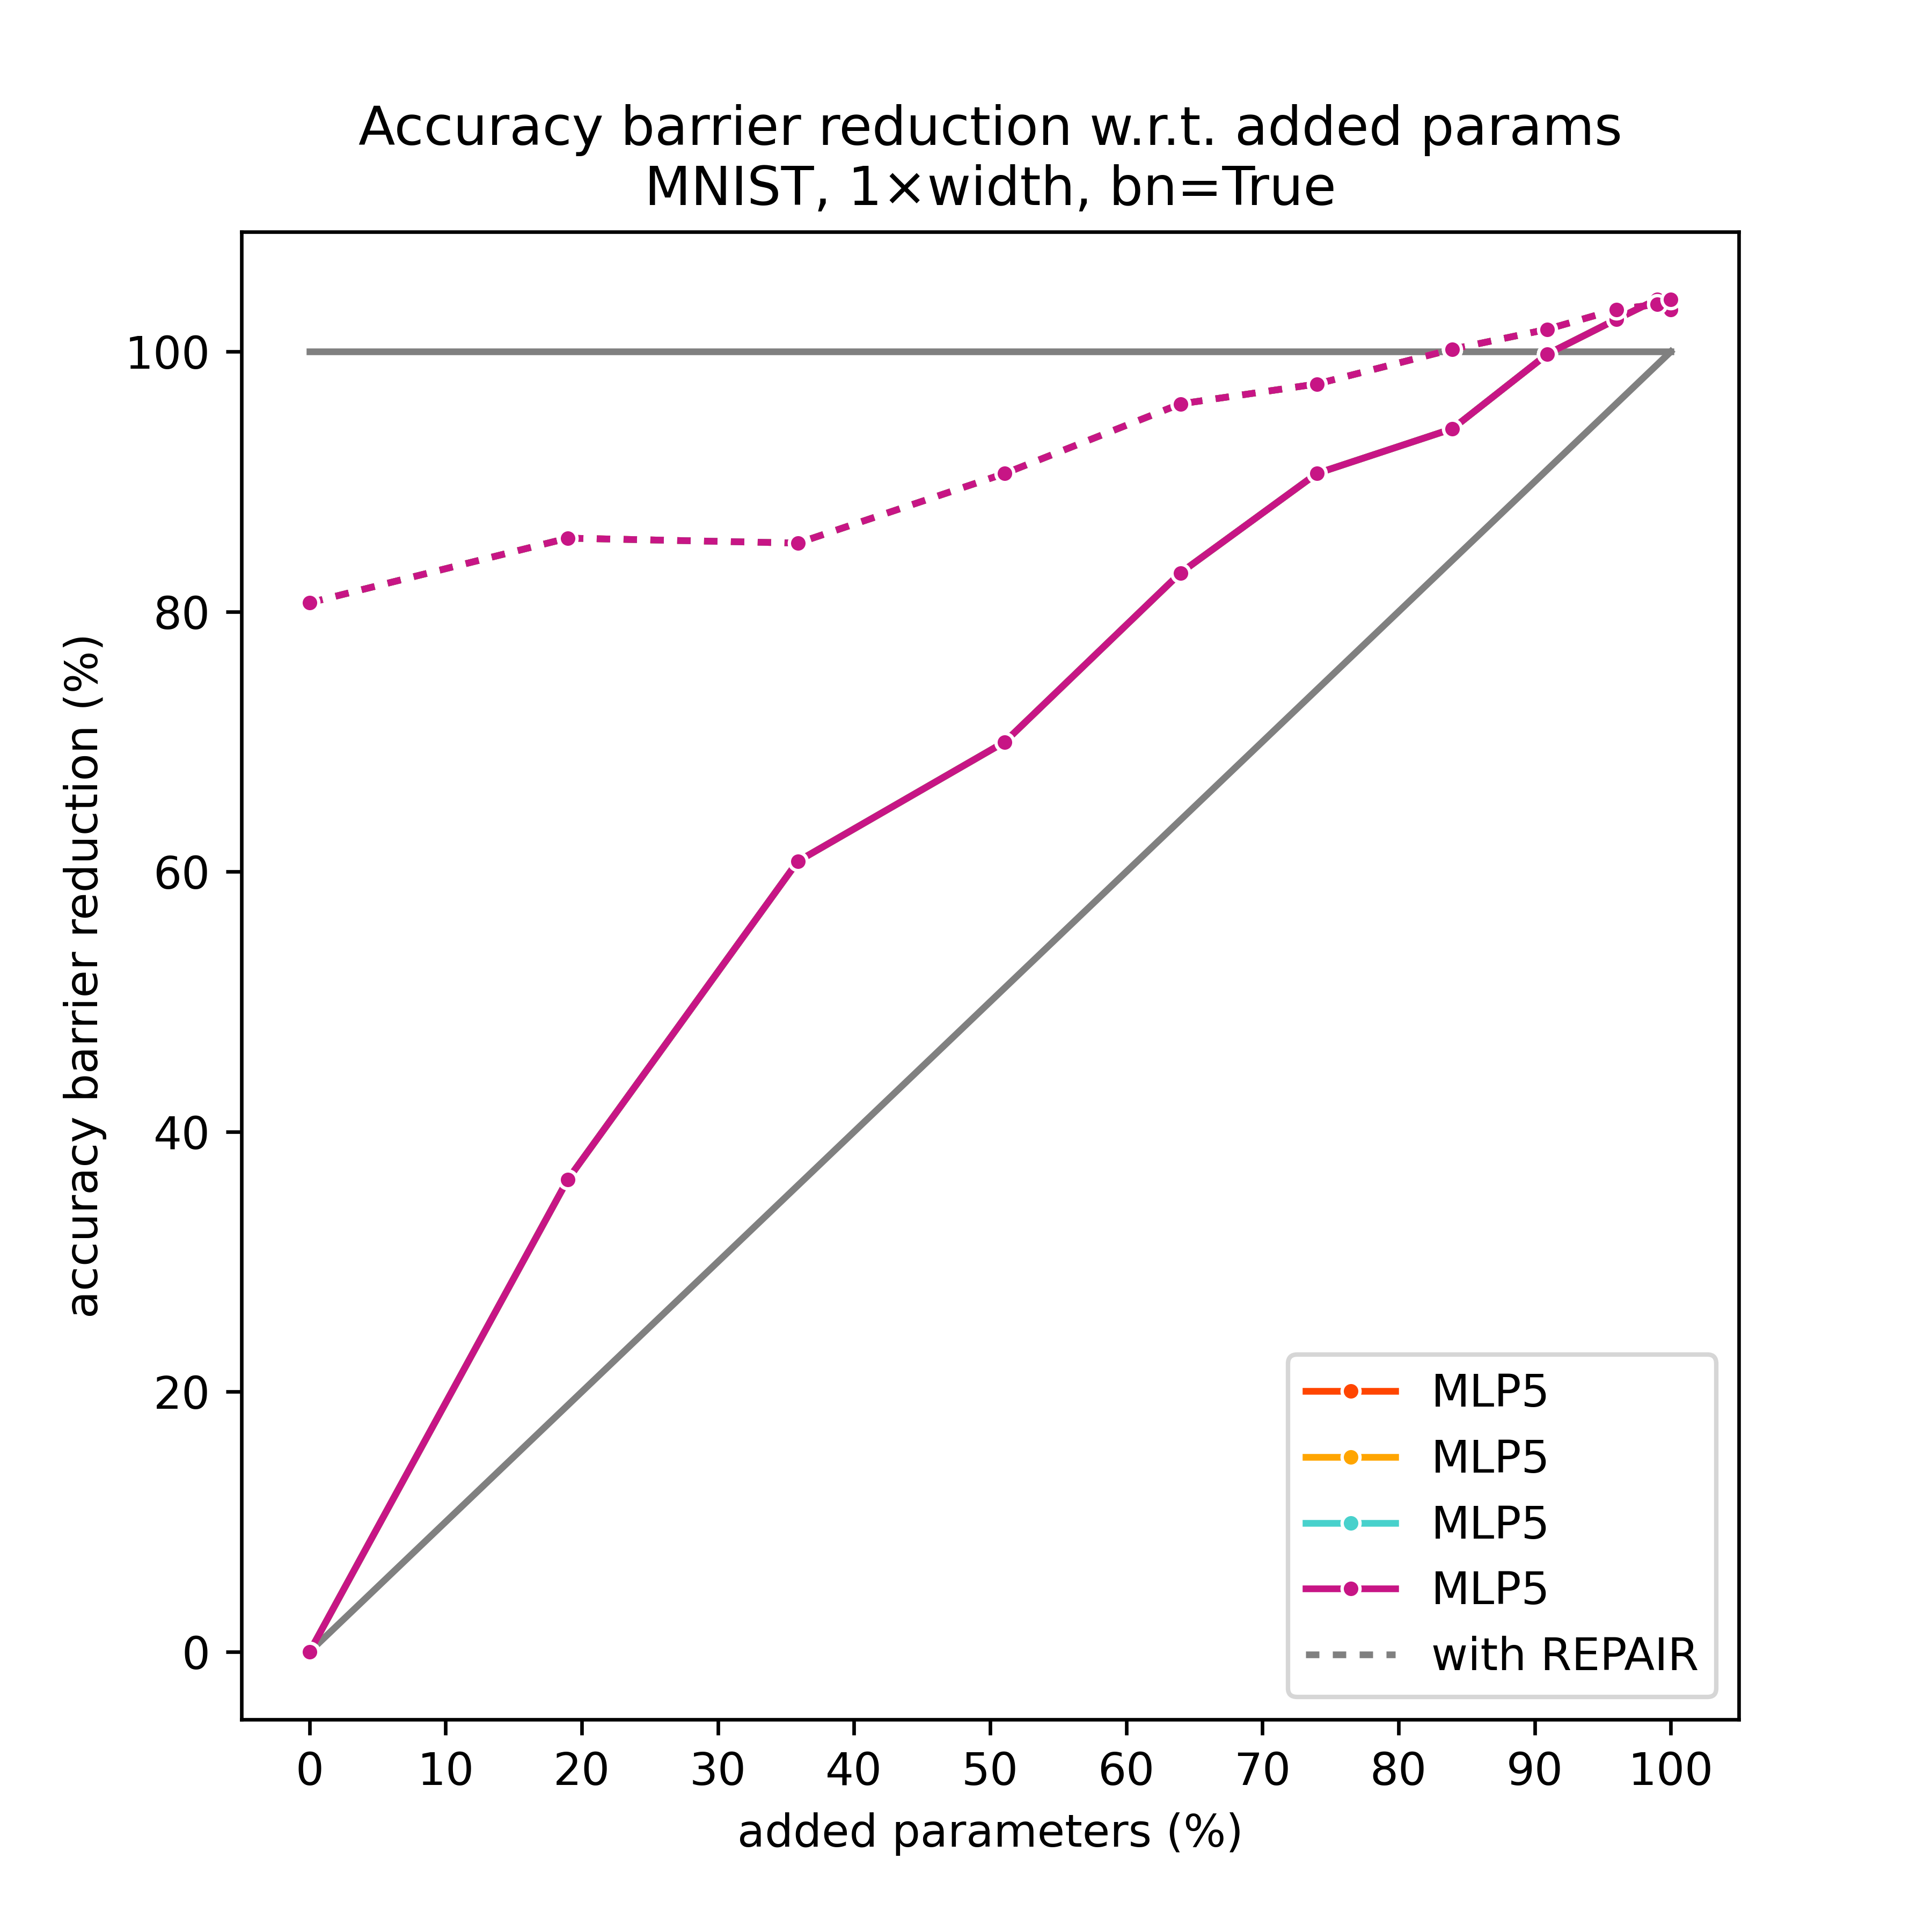 Accuracy barrier reduction w.r.t. added params
MNIST, 1×width, bn=True
accuracy barrier reduction (%)
100
80
60
40
20
0
MLP5
MLP5
MLP5
MLP5
with REPAIR
0 10 20 30 40 50 60 70 80 90 100
added parameters (%)